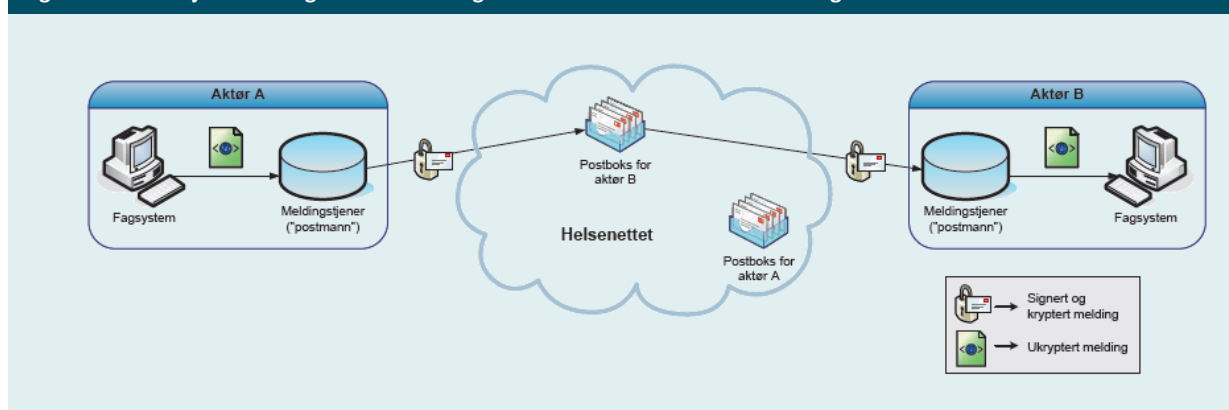 Aktør A
Fagsystem
Meldingstjener
("postmann")
Postboks for
aktør B
Helsenettet
Postboks for
aktør A
Aktør B
Meldingstjener
("postmann")
Fagsystem
Signert og
kryptert melding
Ukryptert melding